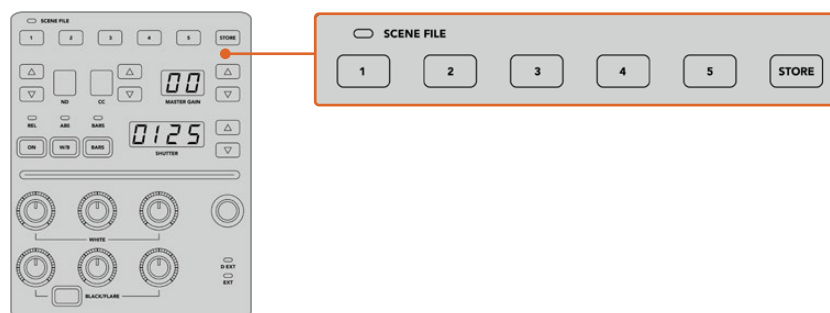 SCENE FILE
1 2 3 4 5 STORE
ND CC MASTER GAIN
00
REL ABS BARS
ON W/B BARS
0125
SHUTTER
WHITE
D EXT
EXT
BLACK/FLARE
SCENE FILE
1 2 3 4 5 STORE